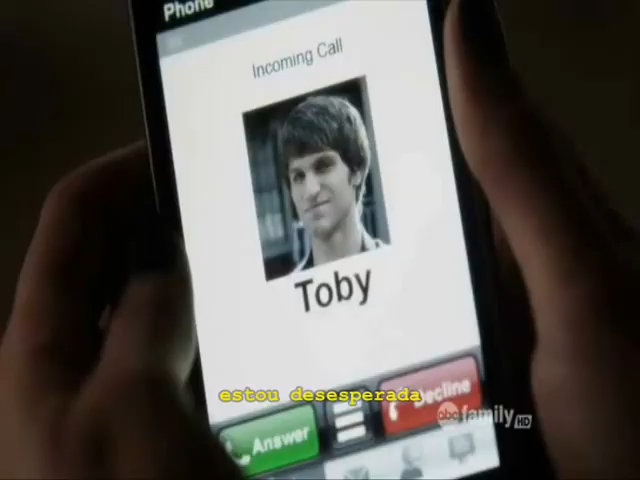 Phone
Incoming Call
Toby
estou desesperada
Answer
Decline
abc family HD